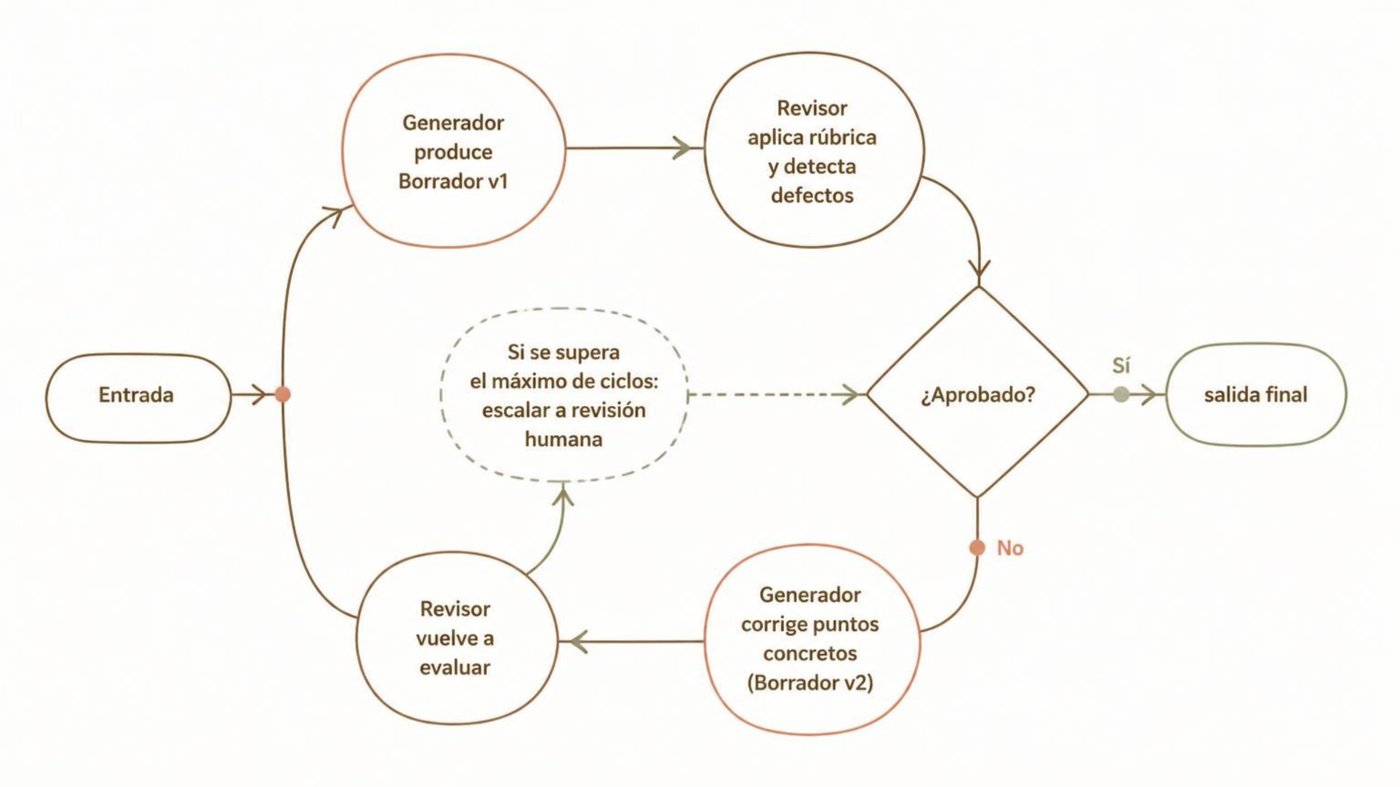 Generador
produce
Borrador v1
Revisor
aplica rúbrica
y detecta
defectos
Entrada
Si se supera
el máximo de ciclos:
escalar a revisión
humana
¿Aprobado?
Sí
salida final
No
Generador
corrige puntos
concretos
(Borrador v2)
Revisor
vuelve a
evaluar